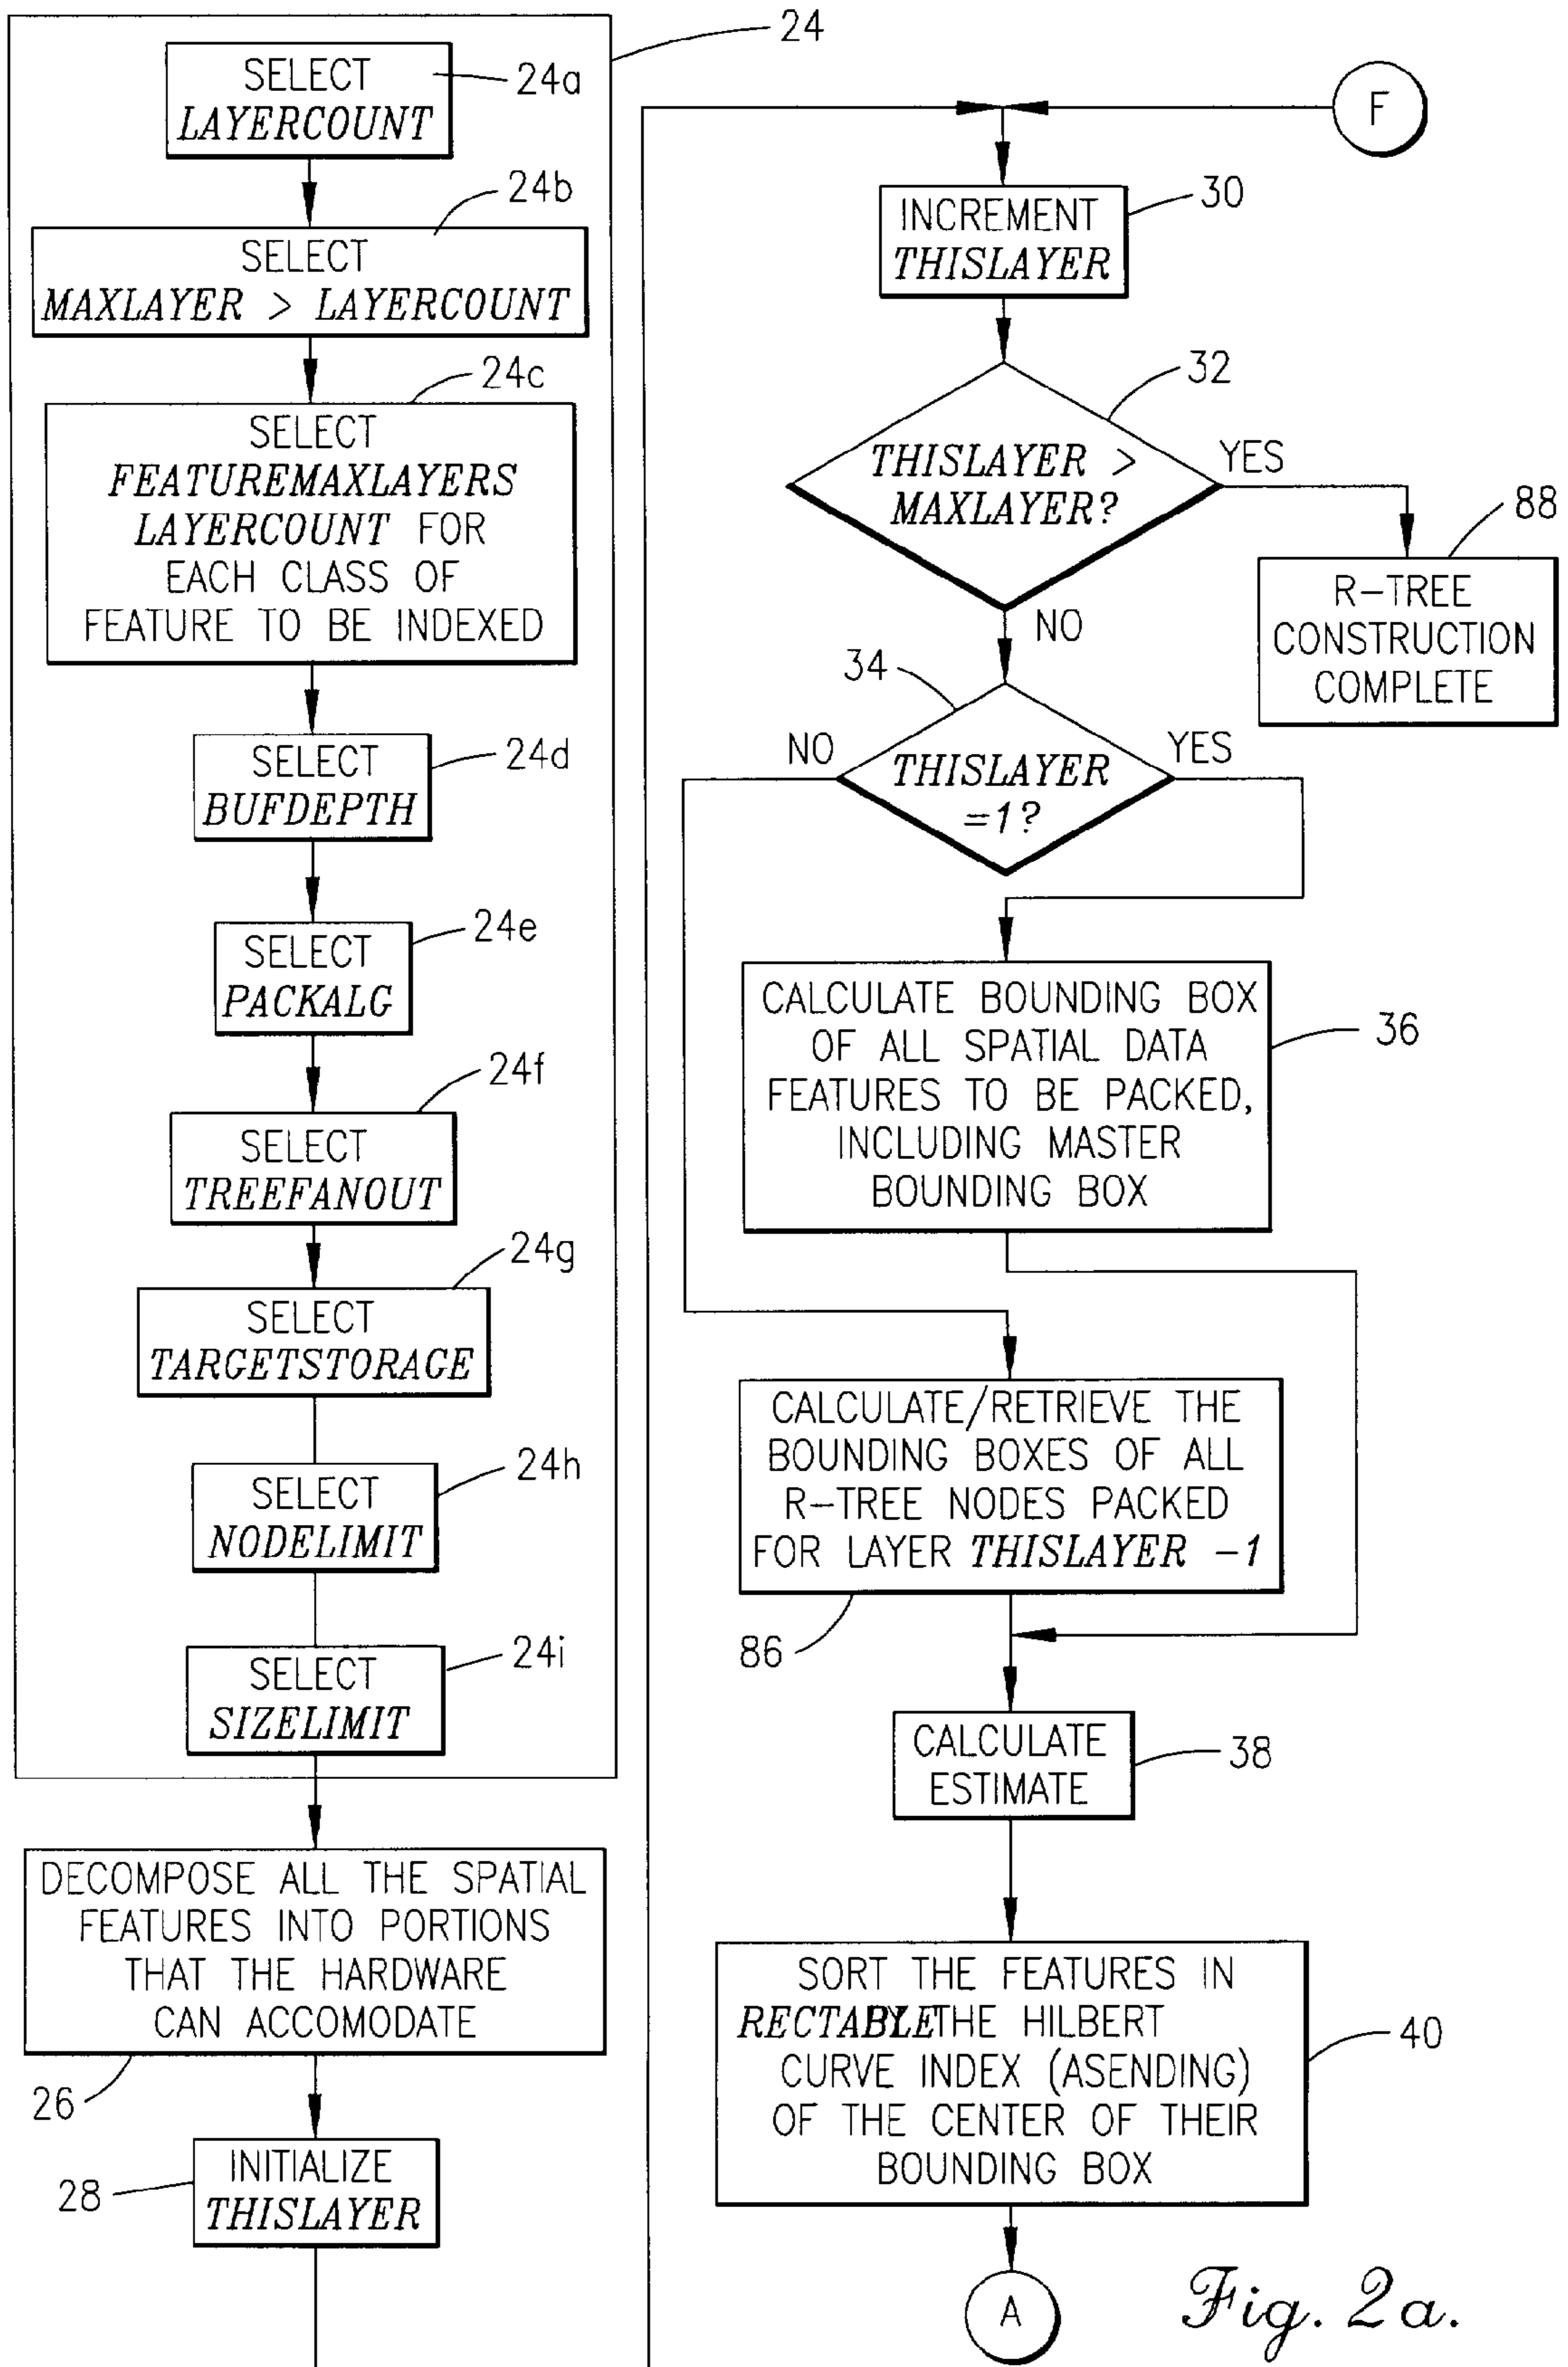 24
SELECT
LAYERCOUNT
24a
SELECT
MAXLAYER > LAYERCOUNT
24b
SELECT
FEATUREMAXLAYERS
LAYERCOUNT FOR
EACH CLASS OF
FEATURE TO BE INDEXED
24c
SELECT
BUFDEPTH
24d
SELECT
PACKALG
24e
SELECT
TREEFANOUT
24f
SELECT
TARGETSTORAGE
24g
SELECT
NODELIMIT
24h
SELECT
SIZELIMIT
24i
DECOMPOSE ALL THE SPATIAL
FEATURES INTO PORTIONS
THAT THE HARDWARE
CAN ACCOMODATE
26
INITIALIZE
THISLAYER
28
F
INCREMENT
THISLAYER
30
THISLAYER >
MAXLAYER?
32
YES
NO
R-TREE
CONSTRUCTION
COMPLETE
88
THISLAYER
=1?
34
NO
YES
CALCULATE BOUNDING BOX
OF ALL SPATIAL DATA
FEATURES TO BE PACKED,
INCLUDING MASTER
BOUNDING BOX
36
CALCULATE/RETRIEVE THE
BOUNDING BOXES OF ALL
R-TREE NODES PACKED
FOR LAYER THISLAYER -1
86
CALCULATE
ESTIMATE
38
SORT THE FEATURES IN
RECTABLE BY THE HILBERT
CURVE INDEX (ASENDING)
OF THE CENTER OF THEIR
BOUNDING BOX
40
A
Fig. 2a.